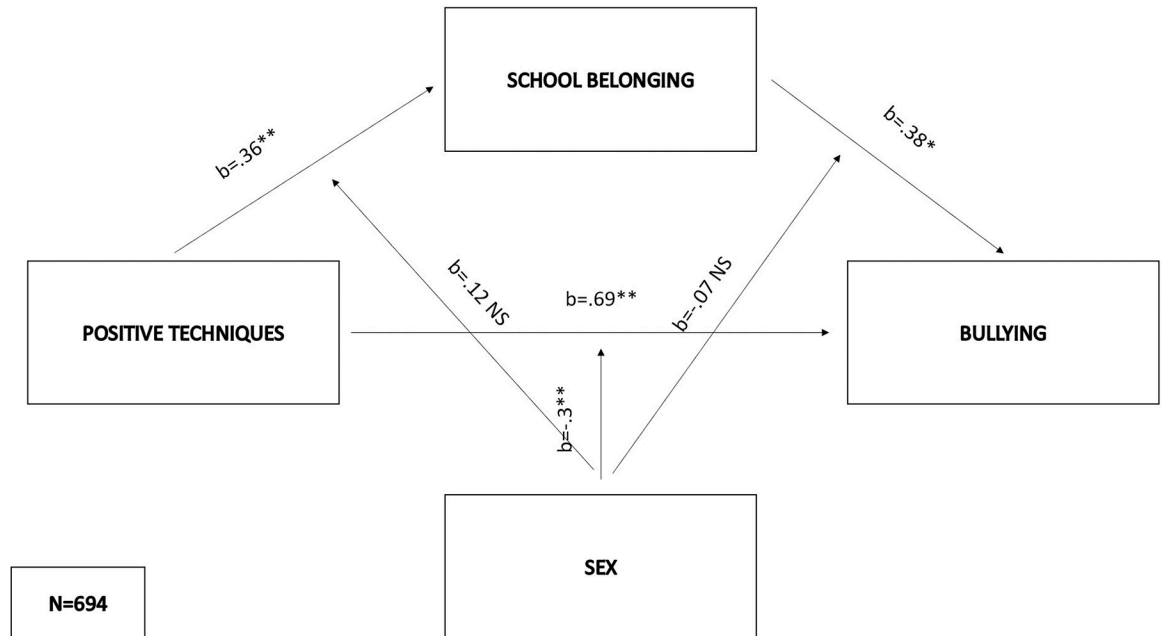 SCHOOL BELONGING
b=.36**
b=.38*
POSITIVE TECHNIQUES
b=.12 NS
b=.69**
b=-.07 NS
BULLYING
b=-.3**
SEX
N=694